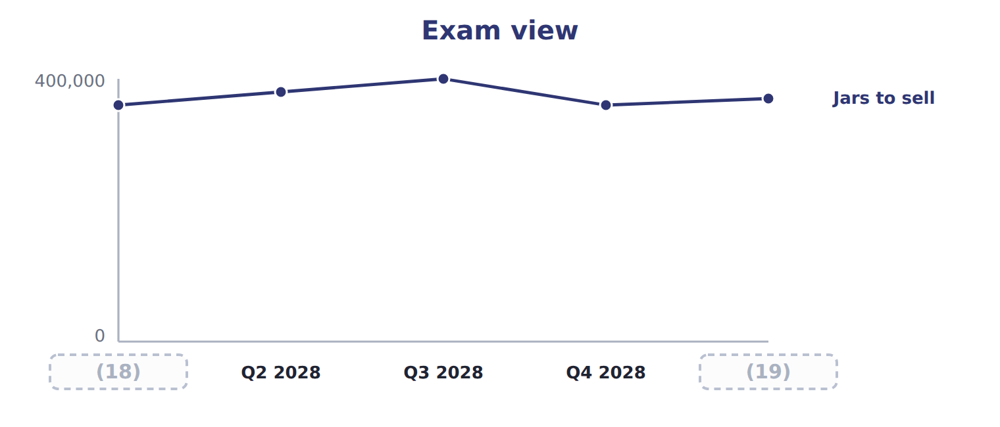 Exam view
400,000
Jars to sell
0
(18)
Q2 2028
Q3 2028
Q4 2028
(19)